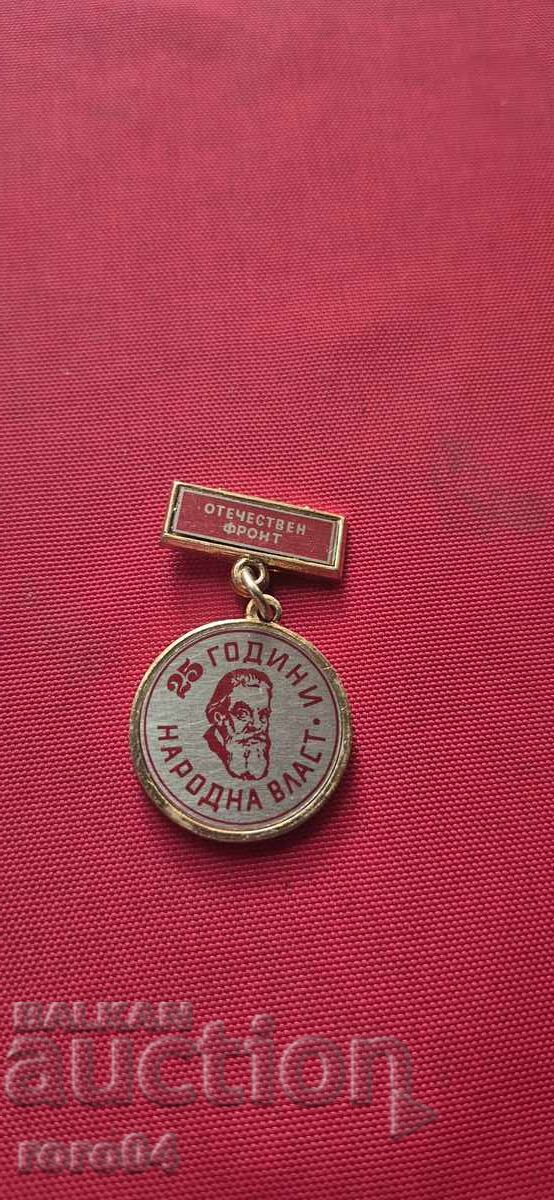 ОТЕЧЕСТВЕН
ФРОНТ
25 ГОДИНИ
НАРОДНА ВЛАСТ.
BALKAN
auction
roro04